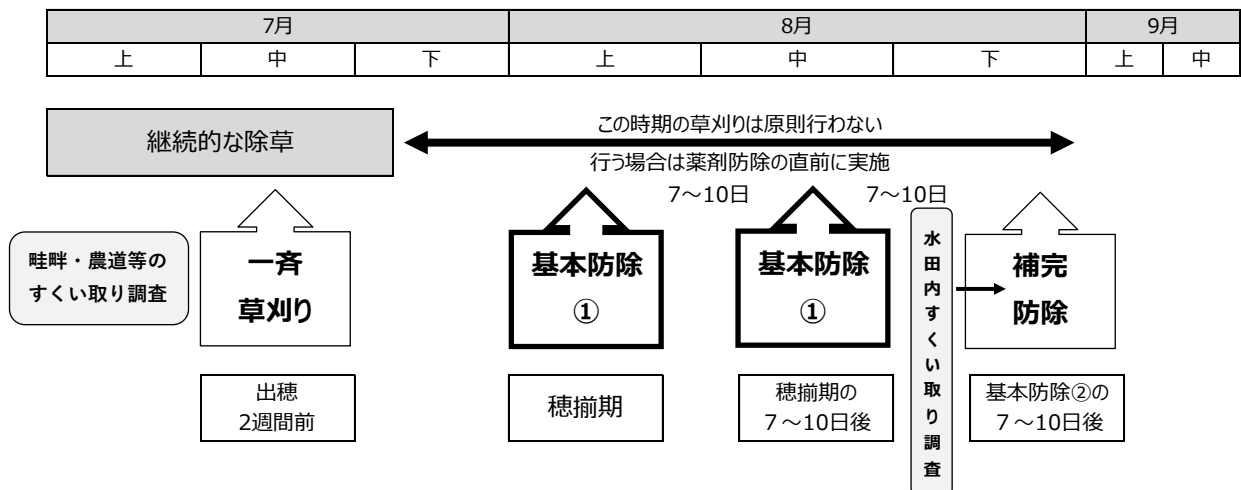 7月 8月 9月
上 中 下 上 中 下 上 中
継続的な除草
この時期の草刈りは原則行わない
行う場合は薬剤防除の直前に実施
7～10日 7～10日
畦畔・農道等の
すくい取り調査
一斉
草刈り
基本防除
①
基本防除
①
水田内すくい取り調査
補完
防除
出穂
2週間前
穂揃期
穂揃期の
7～10日後
基本防除②の
7～10日後